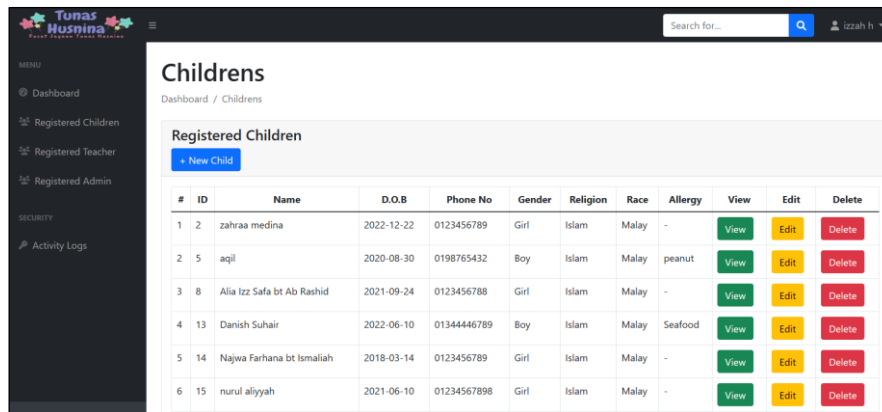 Tunas
Husnina
Pusat Jagaan Tunas Husnina
Search for...
izzah h
MENU
Dashboard
Registered Children
Registered Teacher
Registered Admin
SECURITY
Activity Logs
Childrens
Dashboard / Childrens
Registered Children
+ New Child
# ID Name D.O.B Phone No Gender Religion Race Allergy View Edit Delete
1 2 zahraa medina 2022-12-22 0123456789 Girl Islam Malay - View Edit Delete
2 5 aqil 2020-08-30 0198765432 Boy Islam Malay peanut View Edit Delete
3 8 Alia Izz Safa bt Ab Rashid 2021-09-24 0123456788 Girl Islam Malay - View Edit Delete
4 13 Danish Suhair 2022-06-10 01344446789 Boy Islam Malay Seafood View Edit Delete
5 14 Najwa Farhana bt Ismaliah 2018-03-14 0123456789 Girl Islam Malay - View Edit Delete
6 15 nurul aliyyah 2021-06-10 01234567898 Girl Islam Malay - View Edit Delete